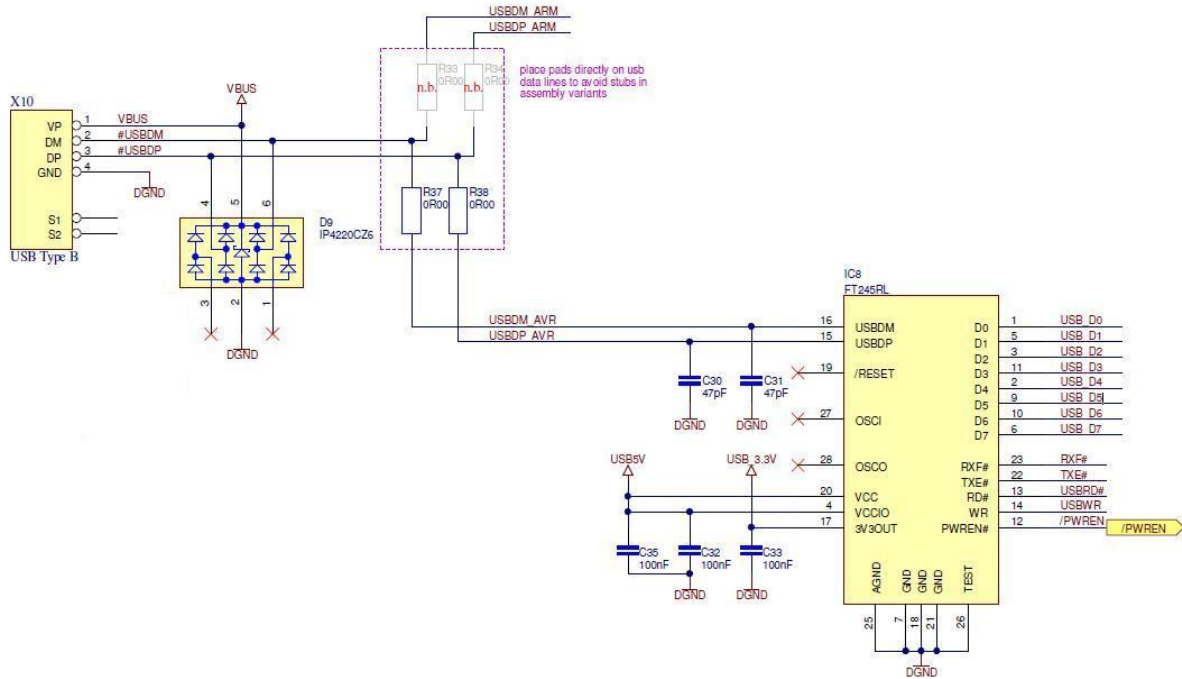 USBDM_ARM
USBDP_ARM
R33
0R00
n.b.
R34
0R00
n.b.
place pads directly on usb
data lines to avoid stubs in
assembly variants
VBUS
X10
VP 1 VBUS
DM 2 #USBDM
DP 3 #USBDP
GND 4
DGND
S1
S2
USB Type B
4 5 6
D9
IP4220CZ6
3 2 1
DGND
R37
0R00
R38
0R00
IC8
FT245RL
USBDM_AVR 16 USBDM
USBDP_AVR 15 USBDP
19 /RESET
27 OSCI
28 OSCO
20 VCC
4 VCCIO
17 3V3OUT
D0 1 USB_D0
D1 5 USB_D1
D2 3 USB_D2
D3 11 USB_D3
D4 2 USB_D4
D5 9 USB_D5
D6 10 USB_D6
D7 6 USB_D7
RXF# 23 RXF#
TXE# 22 TXE#
RD# 13 USBRD#
WR 14 USBWR
PWREN# 12 /PWREN /PWREN
C30
47pF
DGND
C31
47pF
DGND
USB5V
USB_3.3V
C35
100nF
C32
100nF
DGND
C33
100nF
DGND
AGND GND GND GND TEST
25 7 18 21 26
DGND